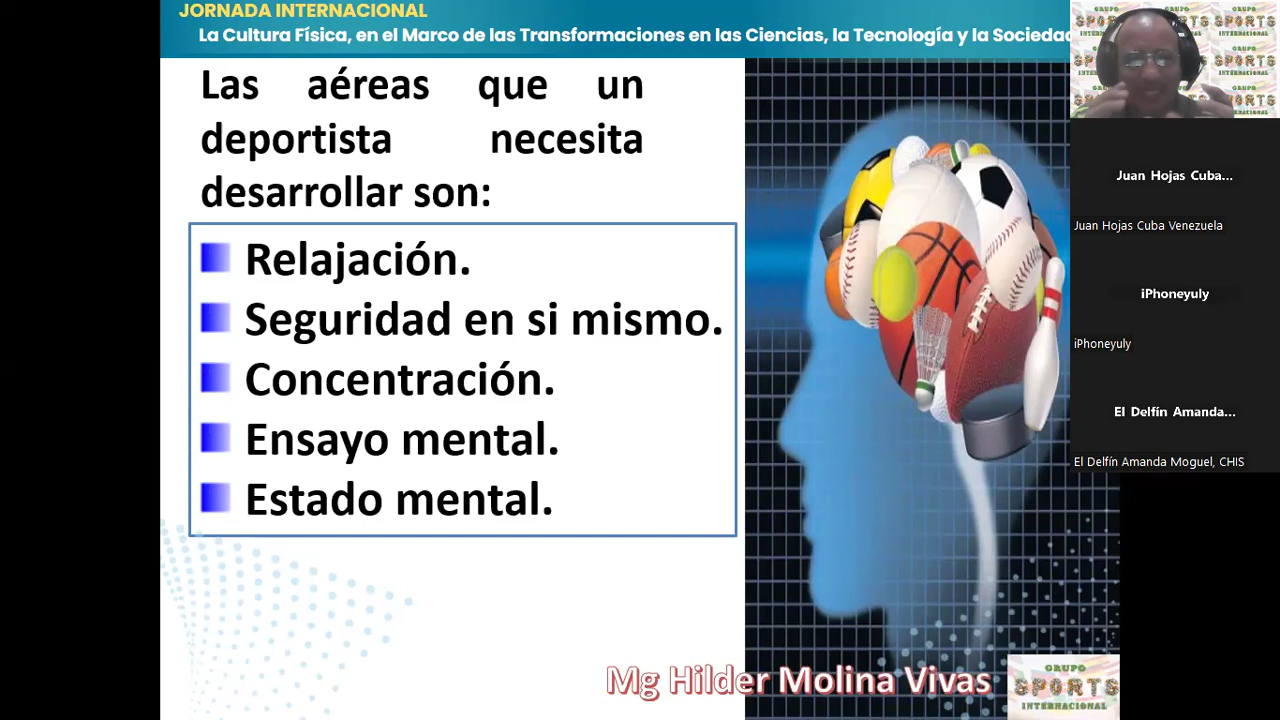 JORNADA INTERNACIONAL
La Cultura Física, en el Marco de las Transformaciones en las Ciencias, la Tecnología y la Sociedad
Las aéreas que un
deportista necesita
desarrollar son:
Relajación.
Seguridad en si mismo.
Concentración.
Ensayo mental.
Estado mental.
Mg Hilder Molina Vivas
GRUPO
SPORTS
INTERNACIONAL
Juan Hojas Cuba...
Juan Hojas Cuba Venezuela
iPhoneyuly
iPhoneyuly
El Delfín Amanda...
El Delfín Amanda Moguel, CHIS